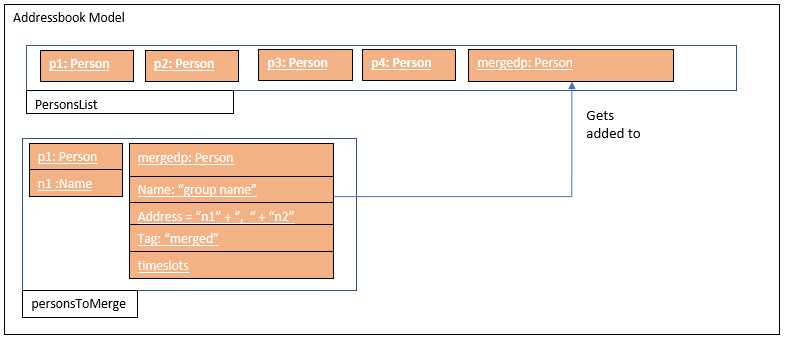 Addressbook Model
p1: Person
p2: Person
p3: Person
p4: Person
mergedp: Person
PersonsList
Gets
added to
p1: Person
n1 :Name
mergedp: Person
Name: “group name”
Address = “n1” + “,  “ + “n2”
Tag: “merged”
timeslots
personsToMerge